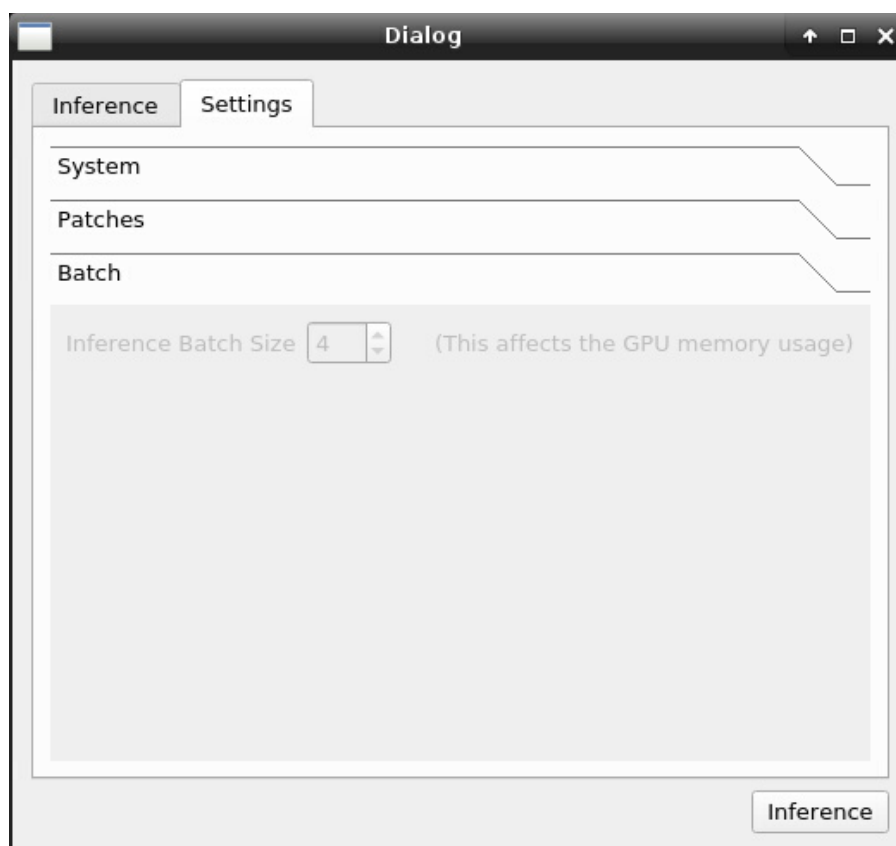 Dialog
Inference Settings
System
Patches
Batch
Inference Batch Size 4 (This affects the GPU memory usage)
Inference